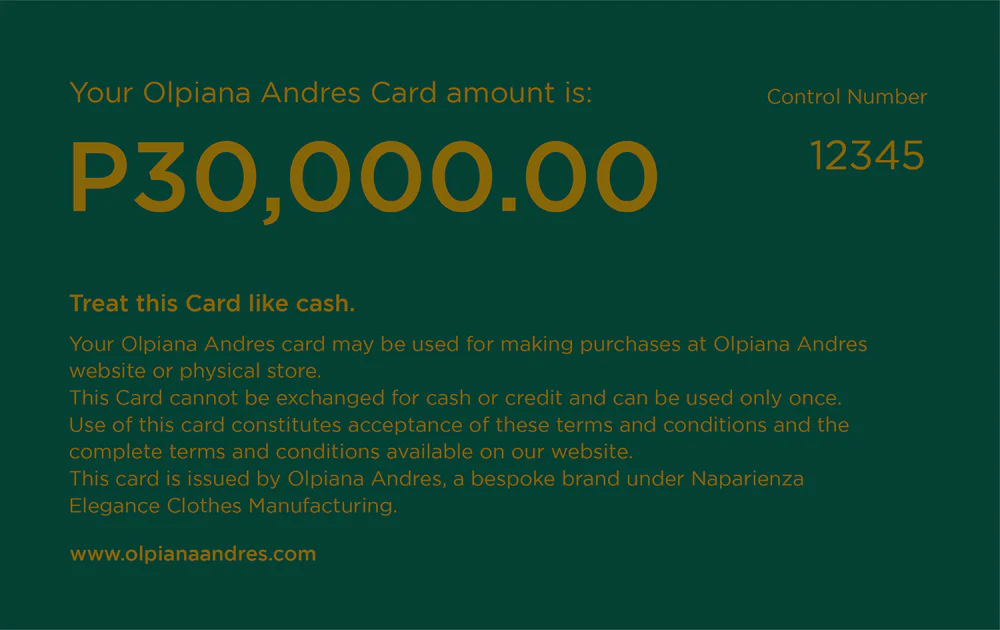 Your Olpiana Andres Card amount is:
P30,000.00
Control Number
12345
Treat this Card like cash.
Your Olpiana Andres card may be used for making purchases at Olpiana Andres
website or physical store.
This Card cannot be exchanged for cash or credit and can be used only once.
Use of this card constitutes acceptance of these terms and conditions and the
complete terms and conditions available on our website.
This card is issued by Olpiana Andres, a bespoke brand under Naparienza
Elegance Clothes Manufacturing.
www.olpianaandres.com